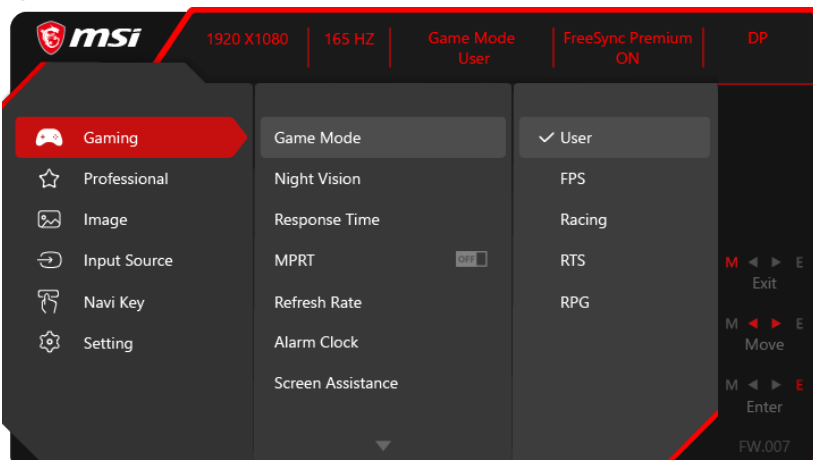 msi
1920 X1080
165 HZ
Game Mode
User
FreeSync Premium
ON
DP
Gaming
Professional
Image
Input Source
Navi Key
Setting
Game Mode
Night Vision
Response Time
MPRT
OFF
Refresh Rate
Alarm Clock
Screen Assistance
User
FPS
Racing
RTS
RPG
M ◄ ► E
Exit
M ◄ ► E
Move
M ◄ ► E
Enter
FW.007